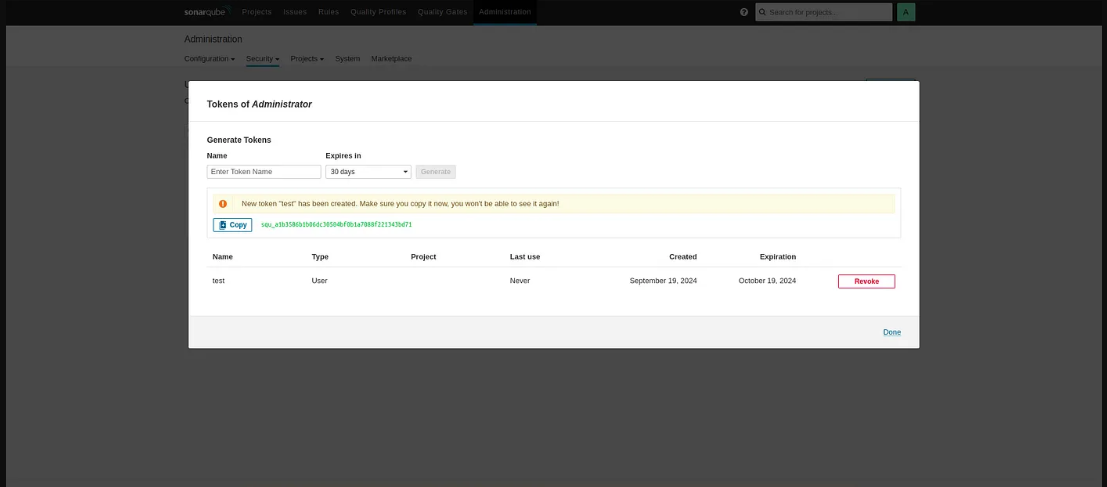 sonarqube Projects Issues Rules Quality Profiles Quality Gates Administration Search for projects... A
Administration
Configuration Security Projects System Marketplace
Tokens of Administrator
Generate Tokens
Name Expires in
Enter Token Name 30 days Generate
New token "test" has been created. Make sure you copy it now, you won't be able to see it again!
Copy
Name Type Project Last use Created Expiration
test User Never September 19, 2024 October 19, 2024 Revoke
Done